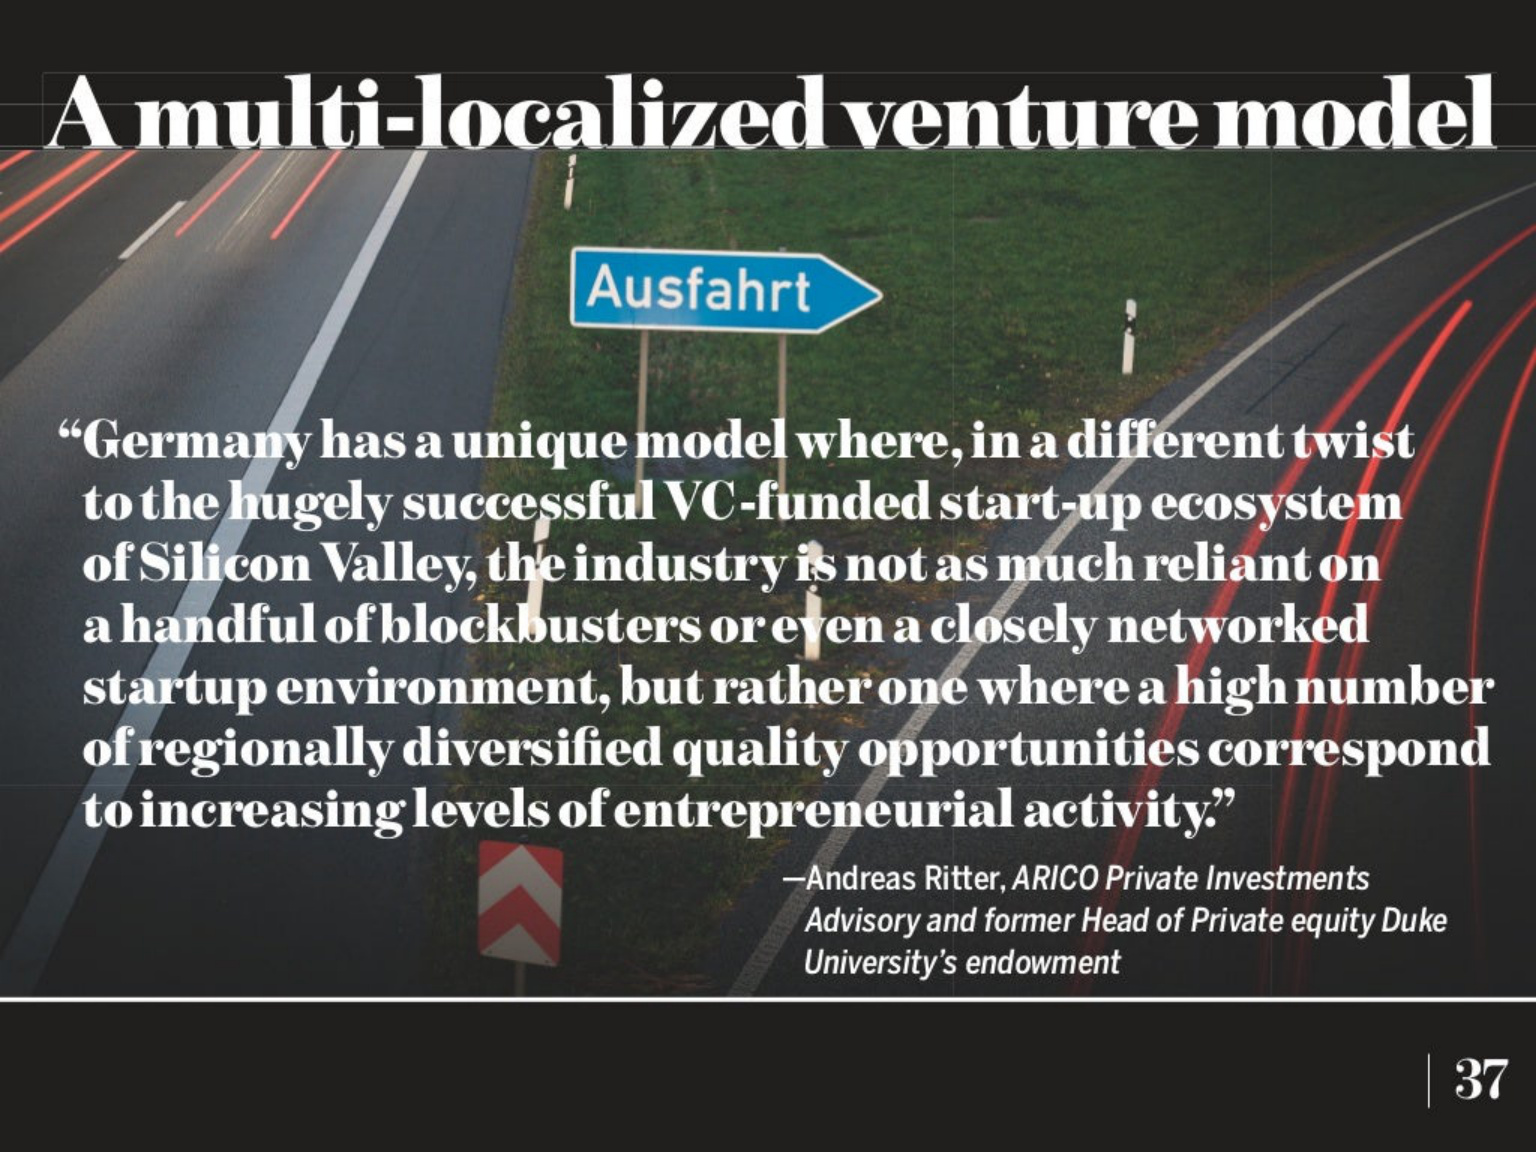 A multi-localized venture model
Ausfahrt
“Germany has a unique model where, in a different twist
to the hugely successful VC-funded start-up ecosystem
of Silicon Valley, the industry is not as much reliant on
a handful of blockbusters or even a closely networked
startup environment, but rather one where a high number
of regionally diversified quality opportunities correspond
to increasing levels of entrepreneurial activity.”
—Andreas Ritter, ARICO Private Investments
Advisory and former Head of Private equity Duke
University’s endowment
37